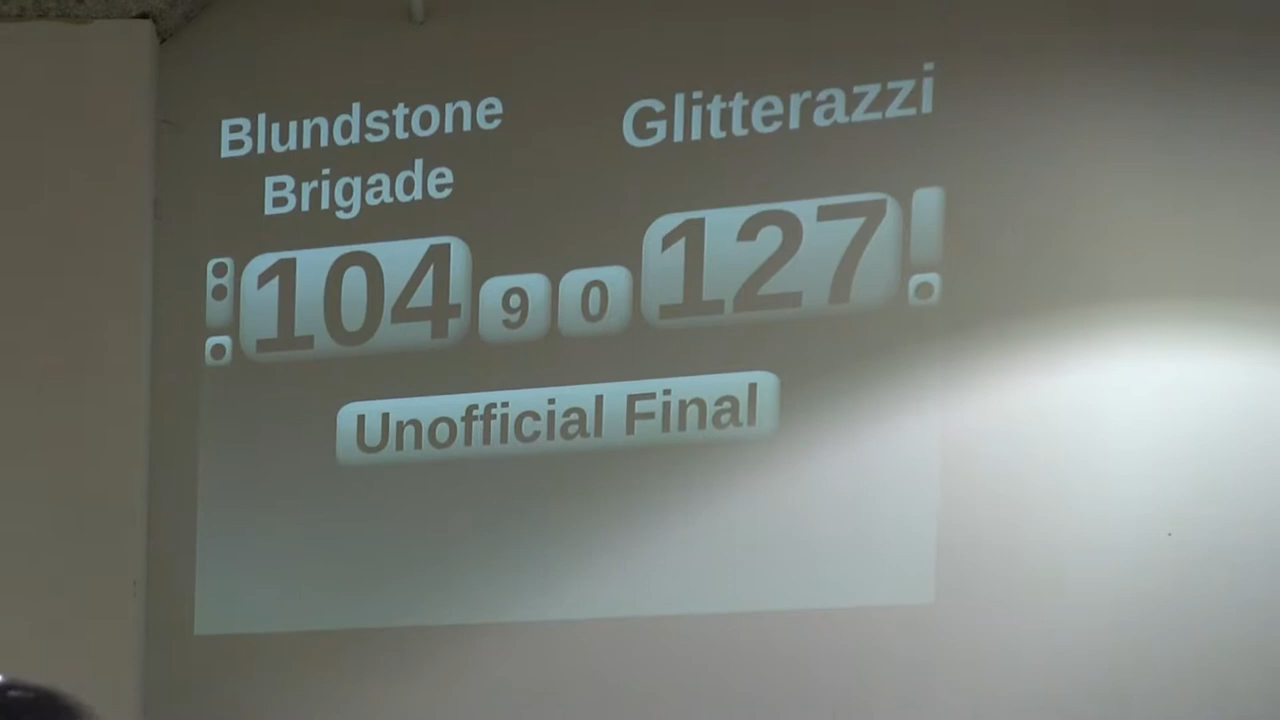 Blundstone
Brigade
Glitterazzi
104 9 0 127
Unofficial Final